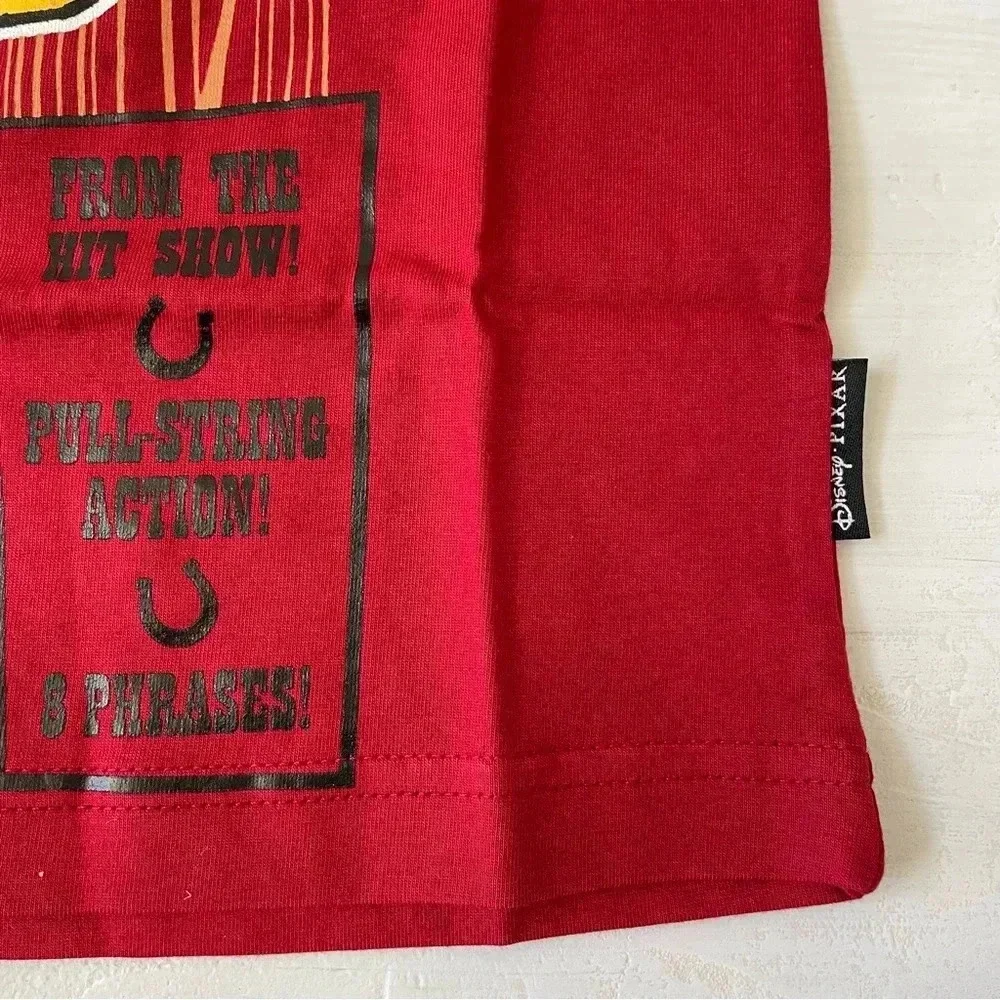 FROM THE
HIT SHOW!
PULL-STRING
ACTION!
8 PHRASES!
Disney · PIXAR